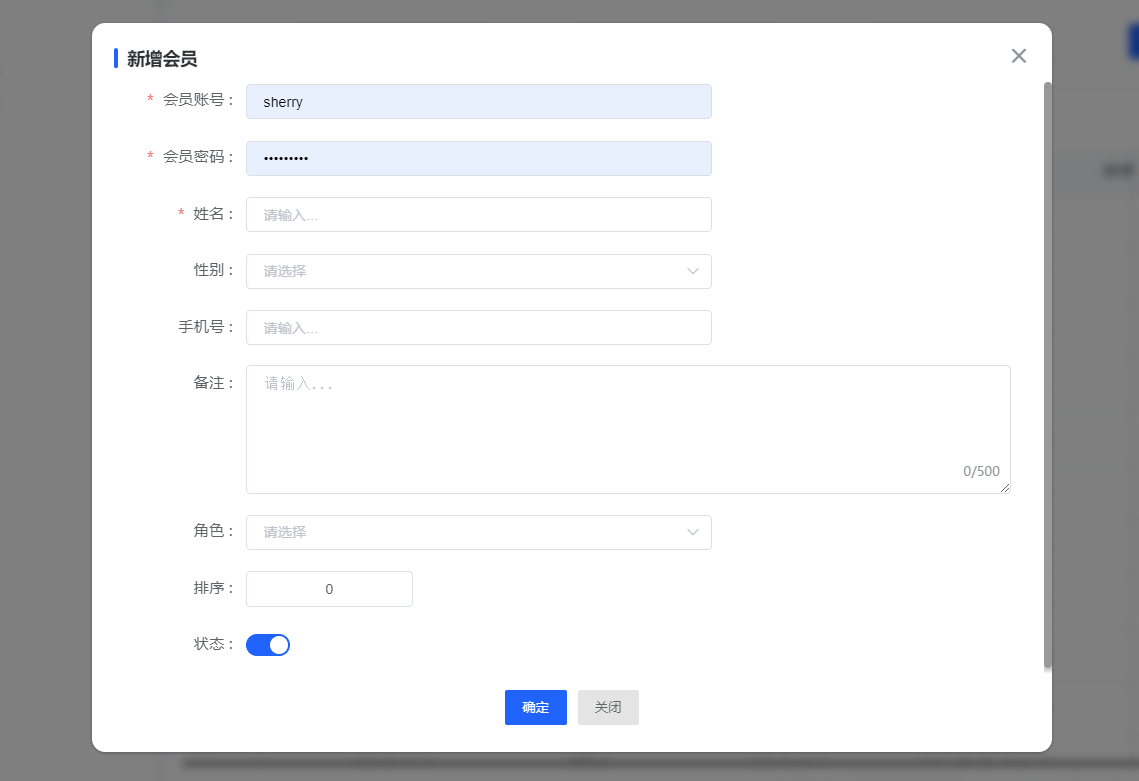 新增会员
* 会员账号：
sherry
* 会员密码：
•••••••••
* 姓名：
请输入...
性别：
请选择
手机号：
请输入...
备注：
请输入...
0/500
角色：
请选择
排序：
0
状态：
确定
关闭